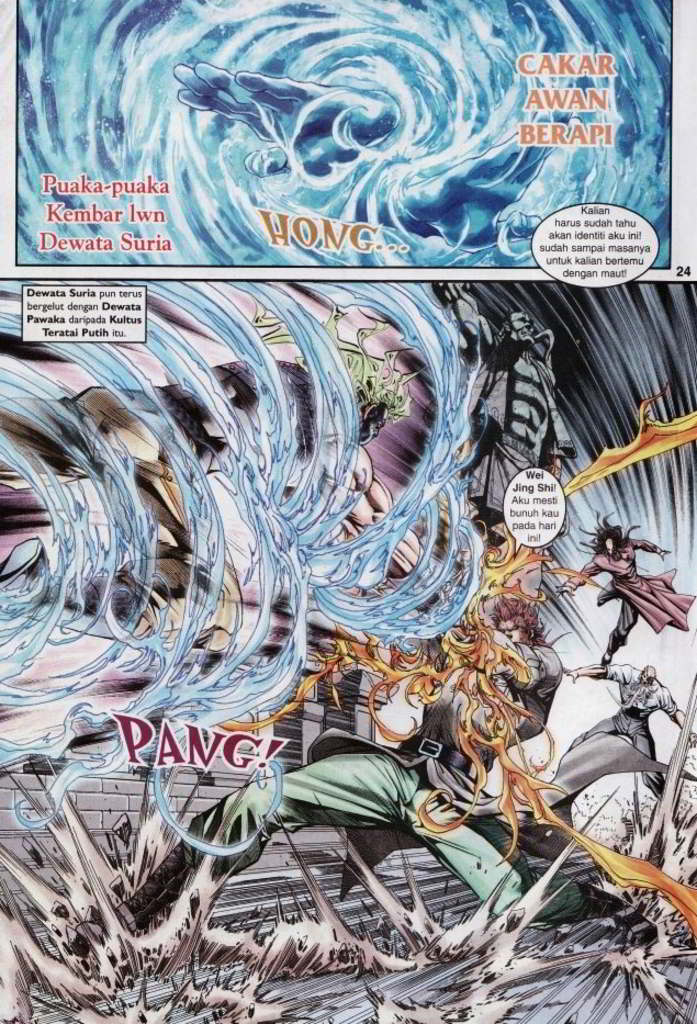 CAKAR
AWAN
BERAPI
Puaka-puaka
Kembar lwn
Dewata Suria
HONG...
Kalian
harus sudah tahu
akan identiti aku ini!
sudah sampai masanya
untuk kalian bertemu
dengan maut!
24
Dewata Suria pun terus
bergelut dengan Dewata
Pawaka daripada Kultus
Teratai Putih itu.
Wei
Jing Shi!
Aku mesti
bunuh kau
pada hari
ini!
PANG!